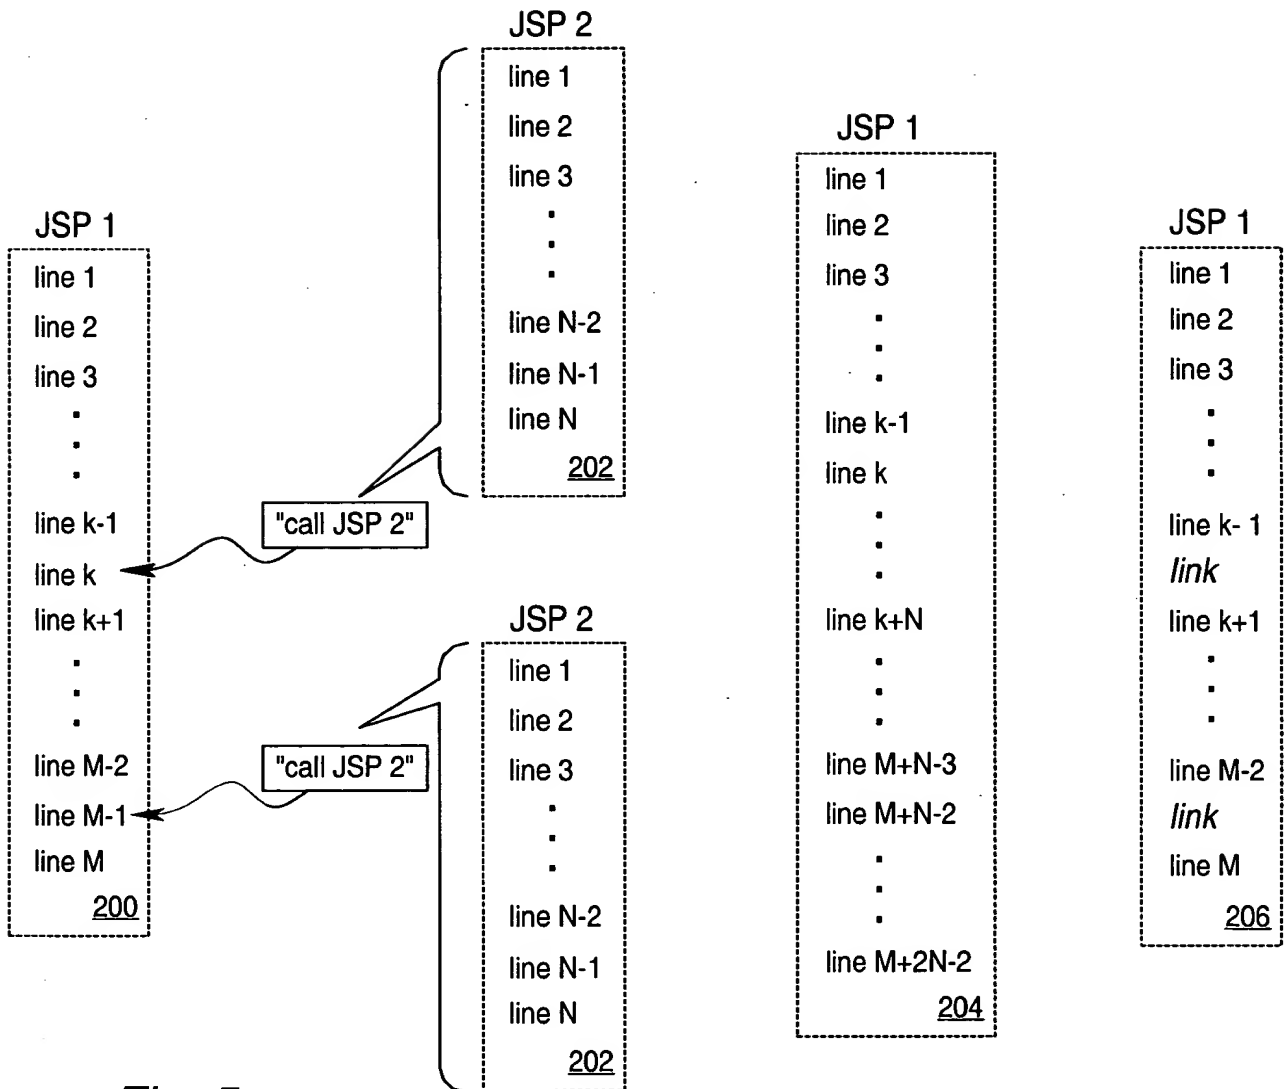 JSP 1
line 1
line 2
line 3
line k-1
line k
line k+1
line M-2
line M-1
line M
200
"call JSP 2"
"call JSP 2"
JSP 2
line 1
line 2
line 3
line N-2
line N-1
line N
202
JSP 2
line 1
line 2
line 3
line N-2
line N-1
line N
202
JSP 1
line 1
line 2
line 3
line k-1
line k
line k+N
line M+N-3
line M+N-2
line M+2N-2
204
JSP 1
line 1
line 2
line 3
line k- 1
link
line k+1
line M-2
link
line M
206